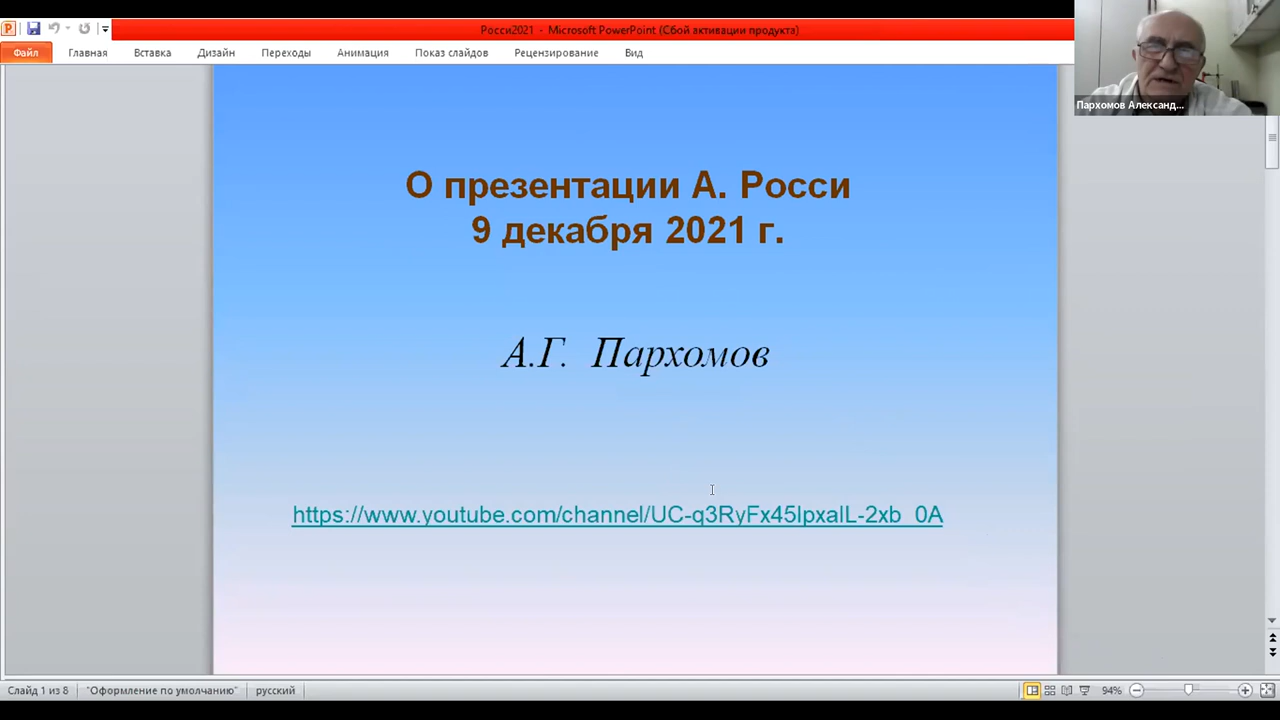 Росси2021 - Microsoft PowerPoint (Сбой активации продукта)
Файл Главная Вставка Дизайн Переходы Анимация Показ слайдов Рецензирование Вид
Пархомов Александ...
О презентации А. Росси
9 декабря 2021 г.
А.Г. Пархомов
https://www.youtube.com/channel/UC-q3RyFx45lpxalL-2xb_0A
Слайд 1 из 8 "Оформление по умолчанию" русский 94%